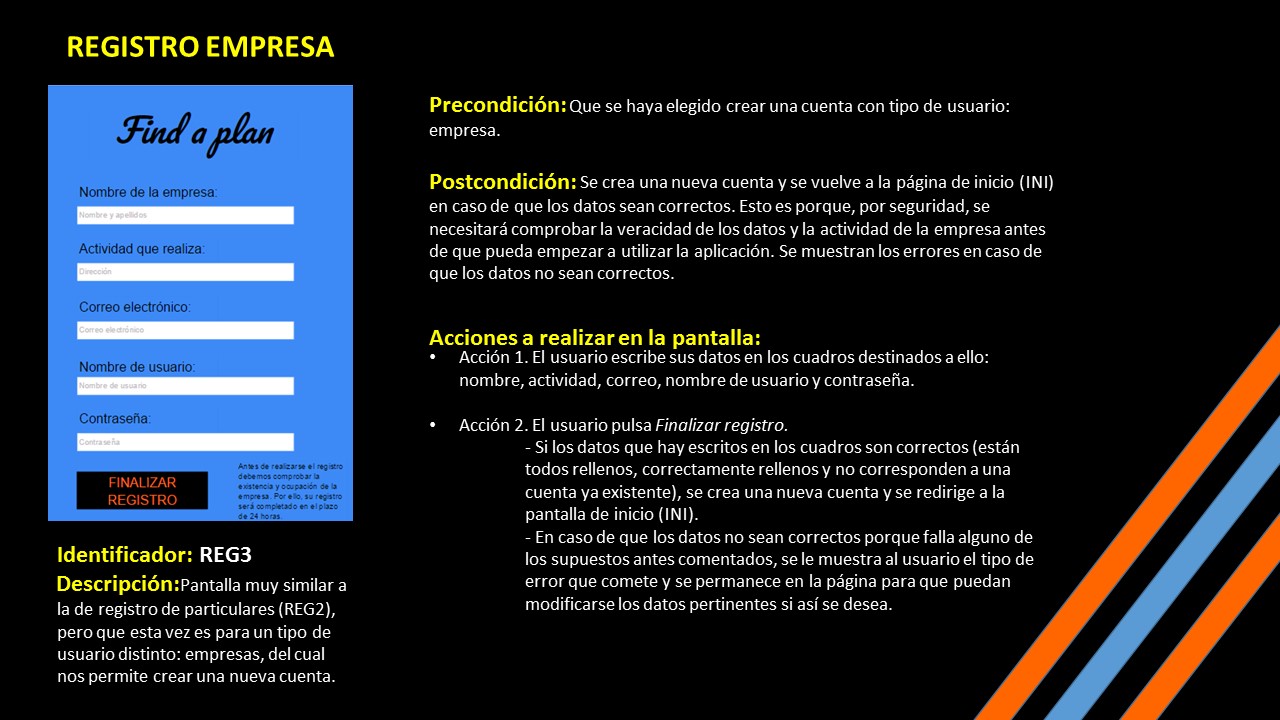 REGISTRO EMPRESA
Find a plan
Nombre de la empresa:
Nombre y apellidos
Actividad que realiza:
Dirección
Correo electrónico:
Correo electrónico
Nombre de usuario:
Nombre de usuario
Contraseña:
Contraseña
FINALIZAR
REGISTRO
Antes de realizarse el registro
debemos comprobar la
existencia y ocupación de la
empresa. Por ello, su registro
será completado en el plazo
de 24 horas.
Identificador: REG3
Descripción:Pantalla muy similar a
la de registro de particulares (REG2),
pero que esta vez es para un tipo de
usuario distinto: empresas, del cual
nos permite crear una nueva cuenta.
Precondición: Que se haya elegido crear una cuenta con tipo de usuario:
empresa.
Postcondición: Se crea una nueva cuenta y se vuelve a la página de inicio (INI)
en caso de que los datos sean correctos. Esto es porque, por seguridad, se
necesitará comprobar la veracidad de los datos y la actividad de la empresa antes
de que pueda empezar a utilizar la aplicación. Se muestran los errores en caso de
que los datos no sean correctos.
Acciones a realizar en la pantalla:
• Acción 1. El usuario escribe sus datos en los cuadros destinados a ello:
nombre, actividad, correo, nombre de usuario y contraseña.
• Acción 2. El usuario pulsa Finalizar registro.
- Si los datos que hay escritos en los cuadros son correctos (están
todos rellenos, correctamente rellenos y no corresponden a una
cuenta ya existente), se crea una nueva cuenta y se redirige a la
pantalla de inicio (INI).
- En caso de que los datos no sean correctos porque falla alguno de
los supuestos antes comentados, se le muestra al usuario el tipo de
error que comete y se permanece en la página para que puedan
modificarse los datos pertinentes si así se desea.